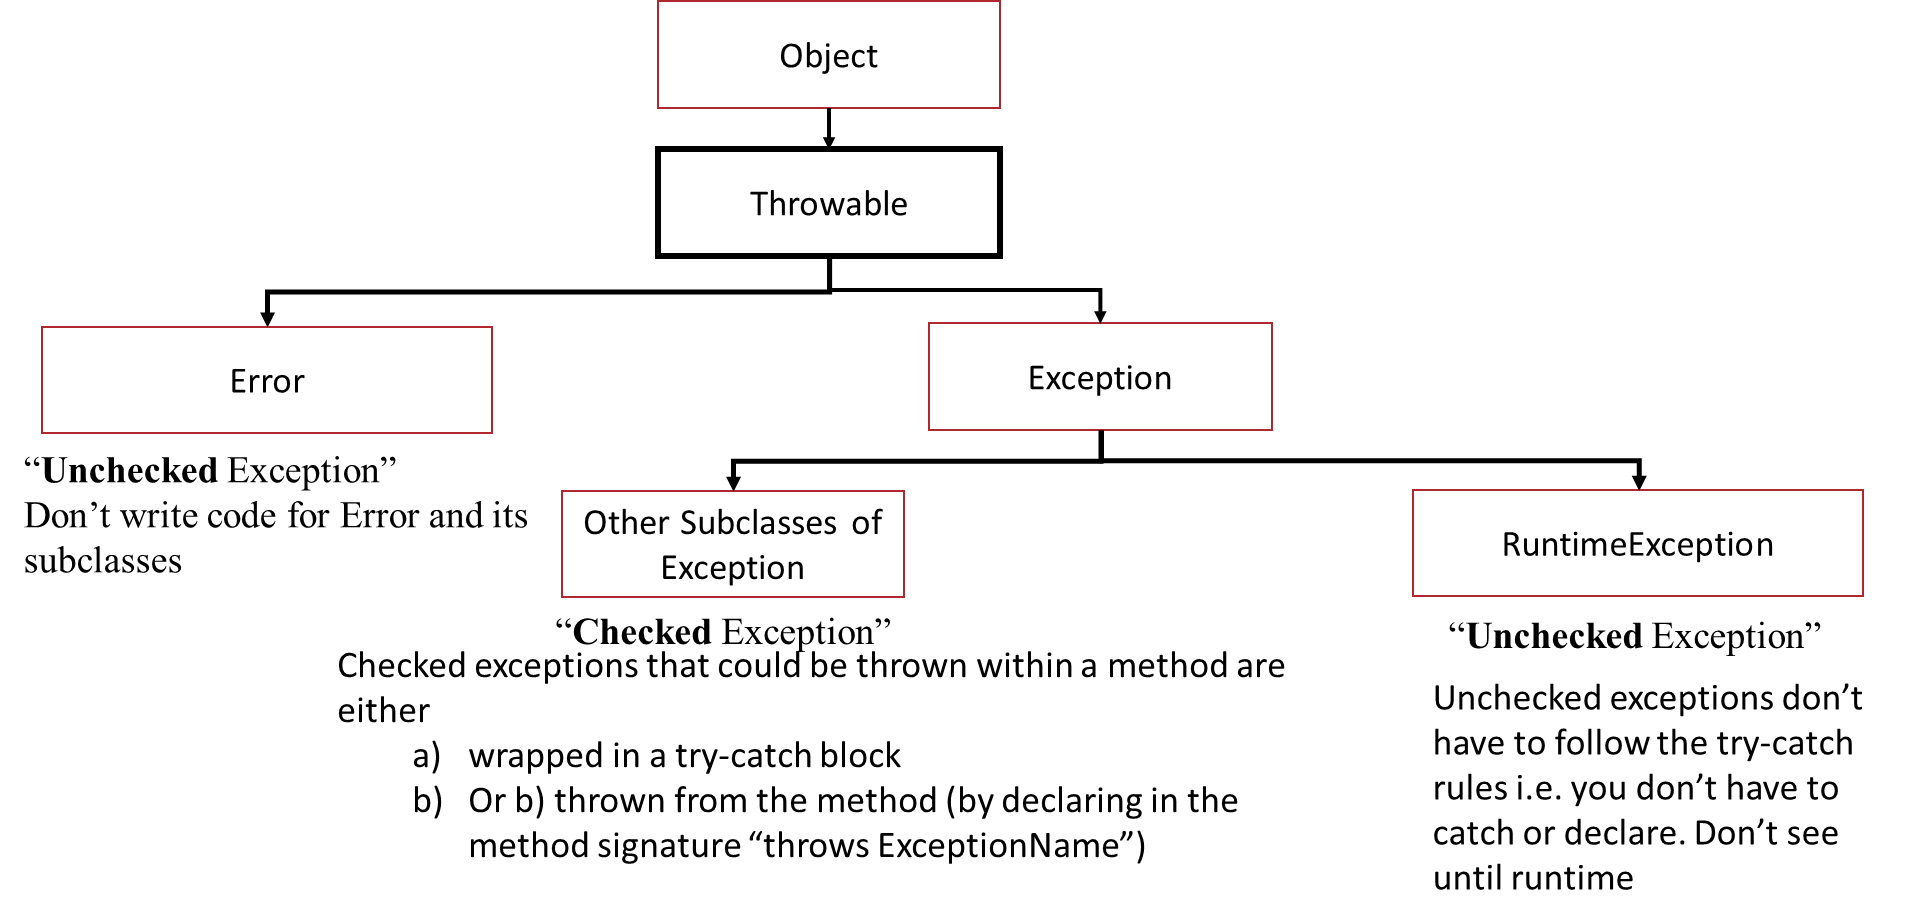 Object
Throwable
Error
Exception
“Unchecked Exception”
Don’t write code for Error and its
subclasses
Other Subclasses of
Exception
“Checked Exception”
Checked exceptions that could be thrown within a method are
either
a) wrapped in a try-catch block
b) Or b) thrown from the method (by declaring in the
method signature “throws ExceptionName”)
RuntimeException
“Unchecked Exception”
Unchecked exceptions don’t
have to follow the try-catch
rules i.e. you don’t have to
catch or declare. Don’t see
until runtime